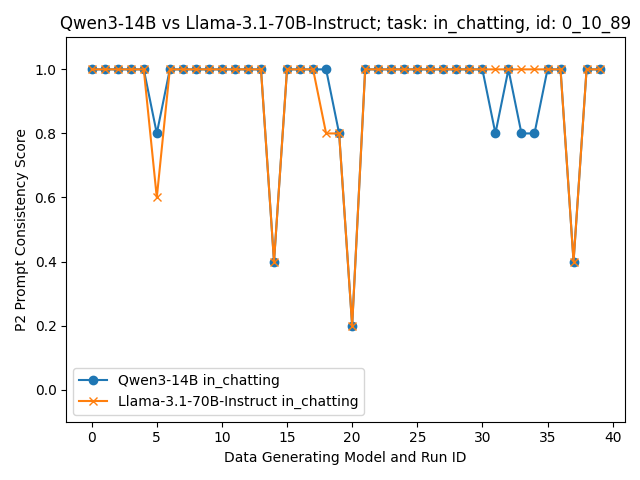 Qwen3-14B vs Llama-3.1-70B-Instruct; task: in_chatting, id: 0_10_89
1.0
0.8
0.6
0.4
0.2
0.0
P2 Prompt Consistency Score
Qwen3-14B in_chatting
Llama-3.1-70B-Instruct in_chatting
0 5 10 15 20 25 30 35 40
Data Generating Model and Run ID